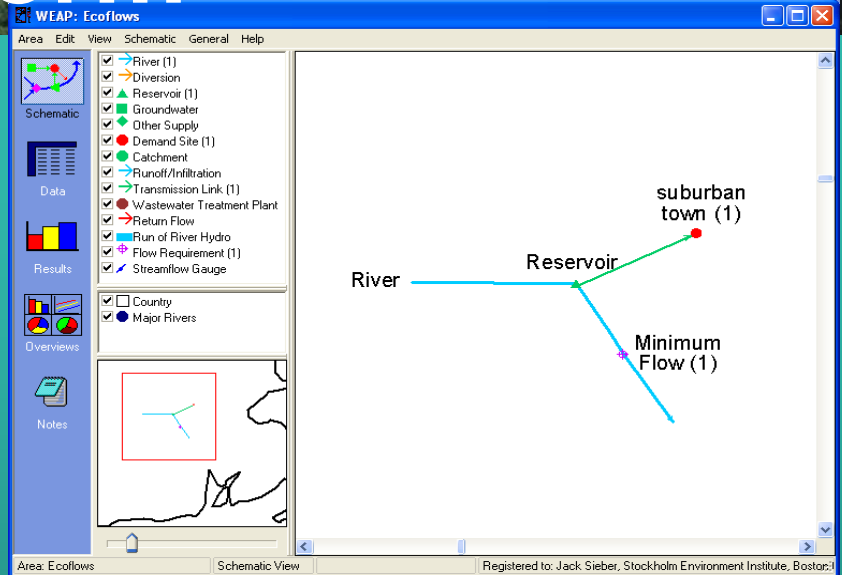 WEAP: Ecoflows
Area Edit View Schematic General Help
Schematic
Data
Results
Overviews
Notes
River (1)
Diversion
Reservoir (1)
Groundwater
Other Supply
Demand Site (1)
Catchment
Runoff/Infiltration
Transmission Link (1)
Wastewater Treatment Plant
Return Flow
Run of River Hydro
Flow Requirement (1)
Streamflow Gauge
Country
Major Rivers
suburban
town (1)
Reservoir
River
Minimum
Flow (1)
Area: Ecoflows
Schematic View
Registered to: Jack Sieber, Stockholm Environment Institute, Boston